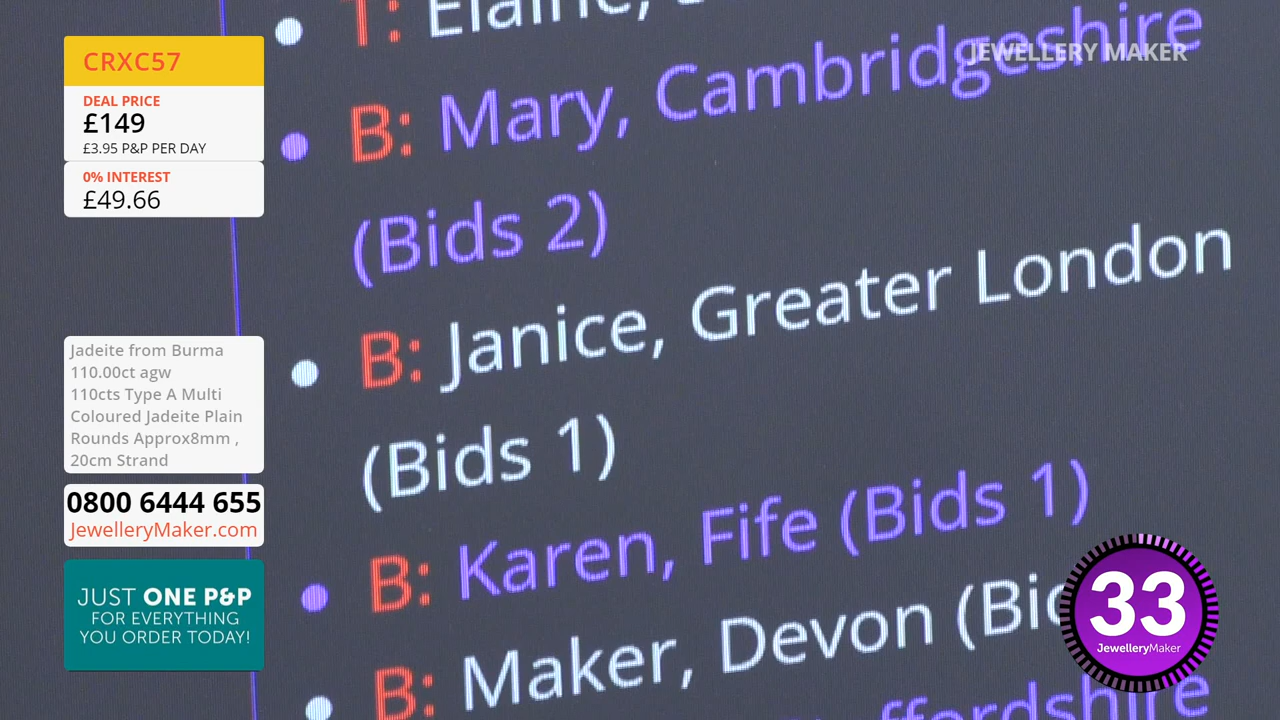 CRXC57
DEAL PRICE
£149
£3.95 P&P PER DAY
0% INTEREST
£49.66
Jadeite from Burma
110.00ct agw
110cts Type A Multi
Coloured Jadeite Plain
Rounds Approx8mm ,
20cm Strand
0800 6444 655
JewelleryMaker.com
JUST ONE P&P
FOR EVERYTHING
YOU ORDER TODAY!
JEWELLERY MAKER
T: Elaine,
B: Mary, Cambridgeshire
(Bids 2)
B: Janice, Greater London
(Bids 1)
B: Karen, Fife (Bids 1)
B: Maker, Devon
33
JewelleryMaker